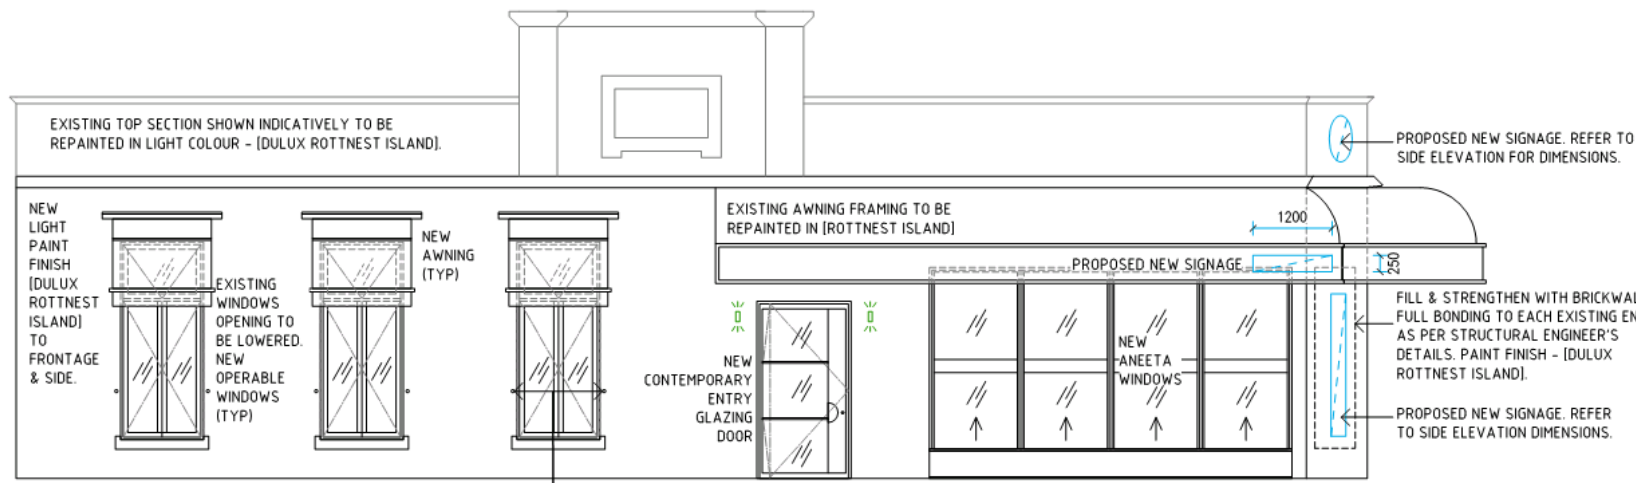 EXISTING TOP SECTION SHOWN INDICATIVELY TO BE
REPAINTED IN LIGHT COLOUR - [DULUX ROTTNEST ISLAND].
PROPOSED NEW SIGNAGE. REFER TO
SIDE ELEVATION FOR DIMENSIONS.
NEW
LIGHT
PAINT
FINISH
[DULUX
ROTTNEST
ISLAND]
TO
FRONTAGE
& SIDE.
EXISTING
WINDOWS
OPENING TO
BE LOWERED.
NEW
OPERABLE
WINDOWS
(TYP)
NEW
AWNING
(TYP)
EXISTING AWNING FRAMING TO BE
REPAINTED IN [ROTTNEST ISLAND]
1200
PROPOSED NEW SIGNAGE
250
NEW
CONTEMPORARY
ENTRY
GLAZING
DOOR
NEW
ANEETA
WINDOWS
FILL & STRENGTHEN WITH
FULL BONDING TO EACH EXISTING
AS PER STRUCTURAL ENGINEER'S
DETAILS. PAINT FINISH - [DULUX
ROTTNEST ISLAND].
PROPOSED NEW SIGNAGE. REFER
TO SIDE ELEVATION DIMENSIONS.